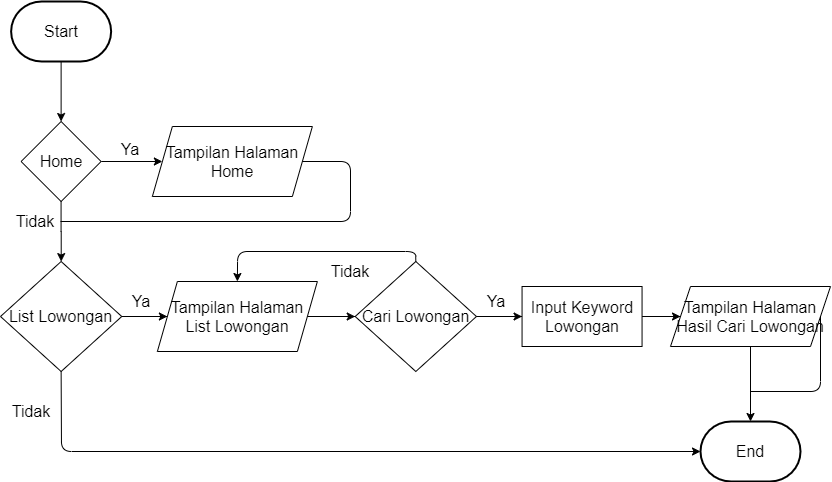 Start
Home
Ya
Tampilan Halaman
Home
Tidak
List Lowongan
Ya
Tampilan Halaman
List Lowongan
Tidak
Cari Lowongan
Ya
Input Keyword
Lowongan
Tampilan Halaman
Hasil Cari Lowongan
Tidak
End